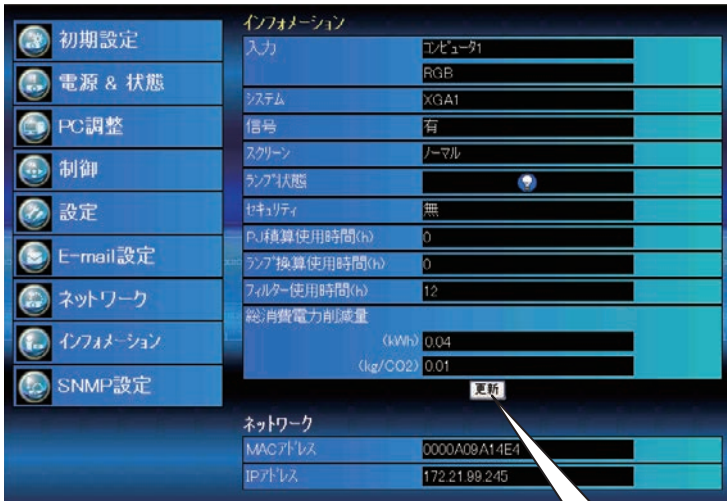 初期設定
電源 & 状態
PC調整
制御
設定
E-mail設定
ネットワーク
インフォメーション
SNMP設定
インフォメーション
入力 コンピュータ1
RGB
システム XGA1
信号 有
スクリーン ノーマル
ランプ状態
セキュリティ 無
PJ積算使用時間(h) 0
ランプ換算使用時間(h) 0
フィルター使用時間(h) 12
総消費電力削減量
(kWh) 0.04
(kg/CO2) 0.01
更新
ネットワーク
MACアドレス 0000A09A14E4
IPアドレス 172.21.99.245